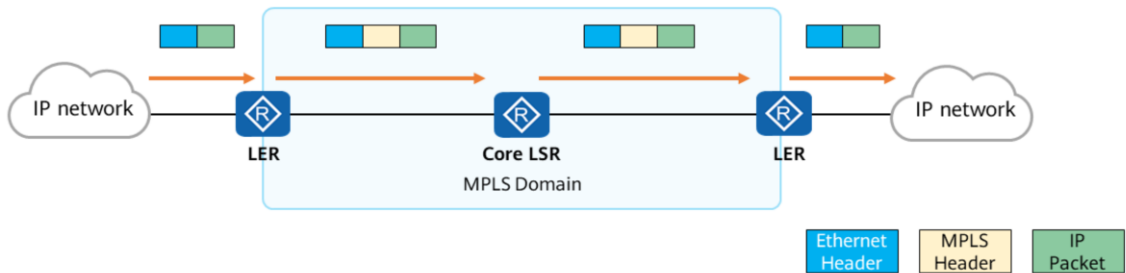 IP network
IP network
R
R
R
LER
Core LSR
LER
MPLS Domain
Ethernet
Header
MPLS
Header
IP
Packet